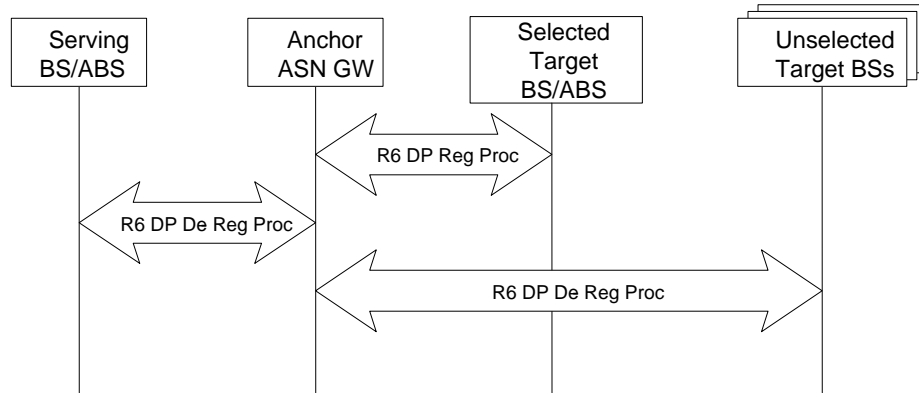 Serving
BS/ABS
Anchor
ASN GW
Selected
Target
BS/ABS
Unselected
Target BSs
R6 DP Reg Proc
R6 DP De Reg Proc
R6 DP De Reg Proc